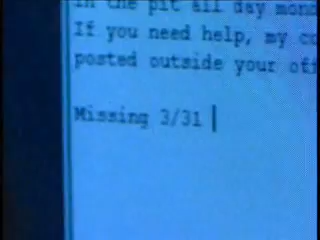 in the pit all day mond
If you need help, my co
posted outside your off
Missing 3/31